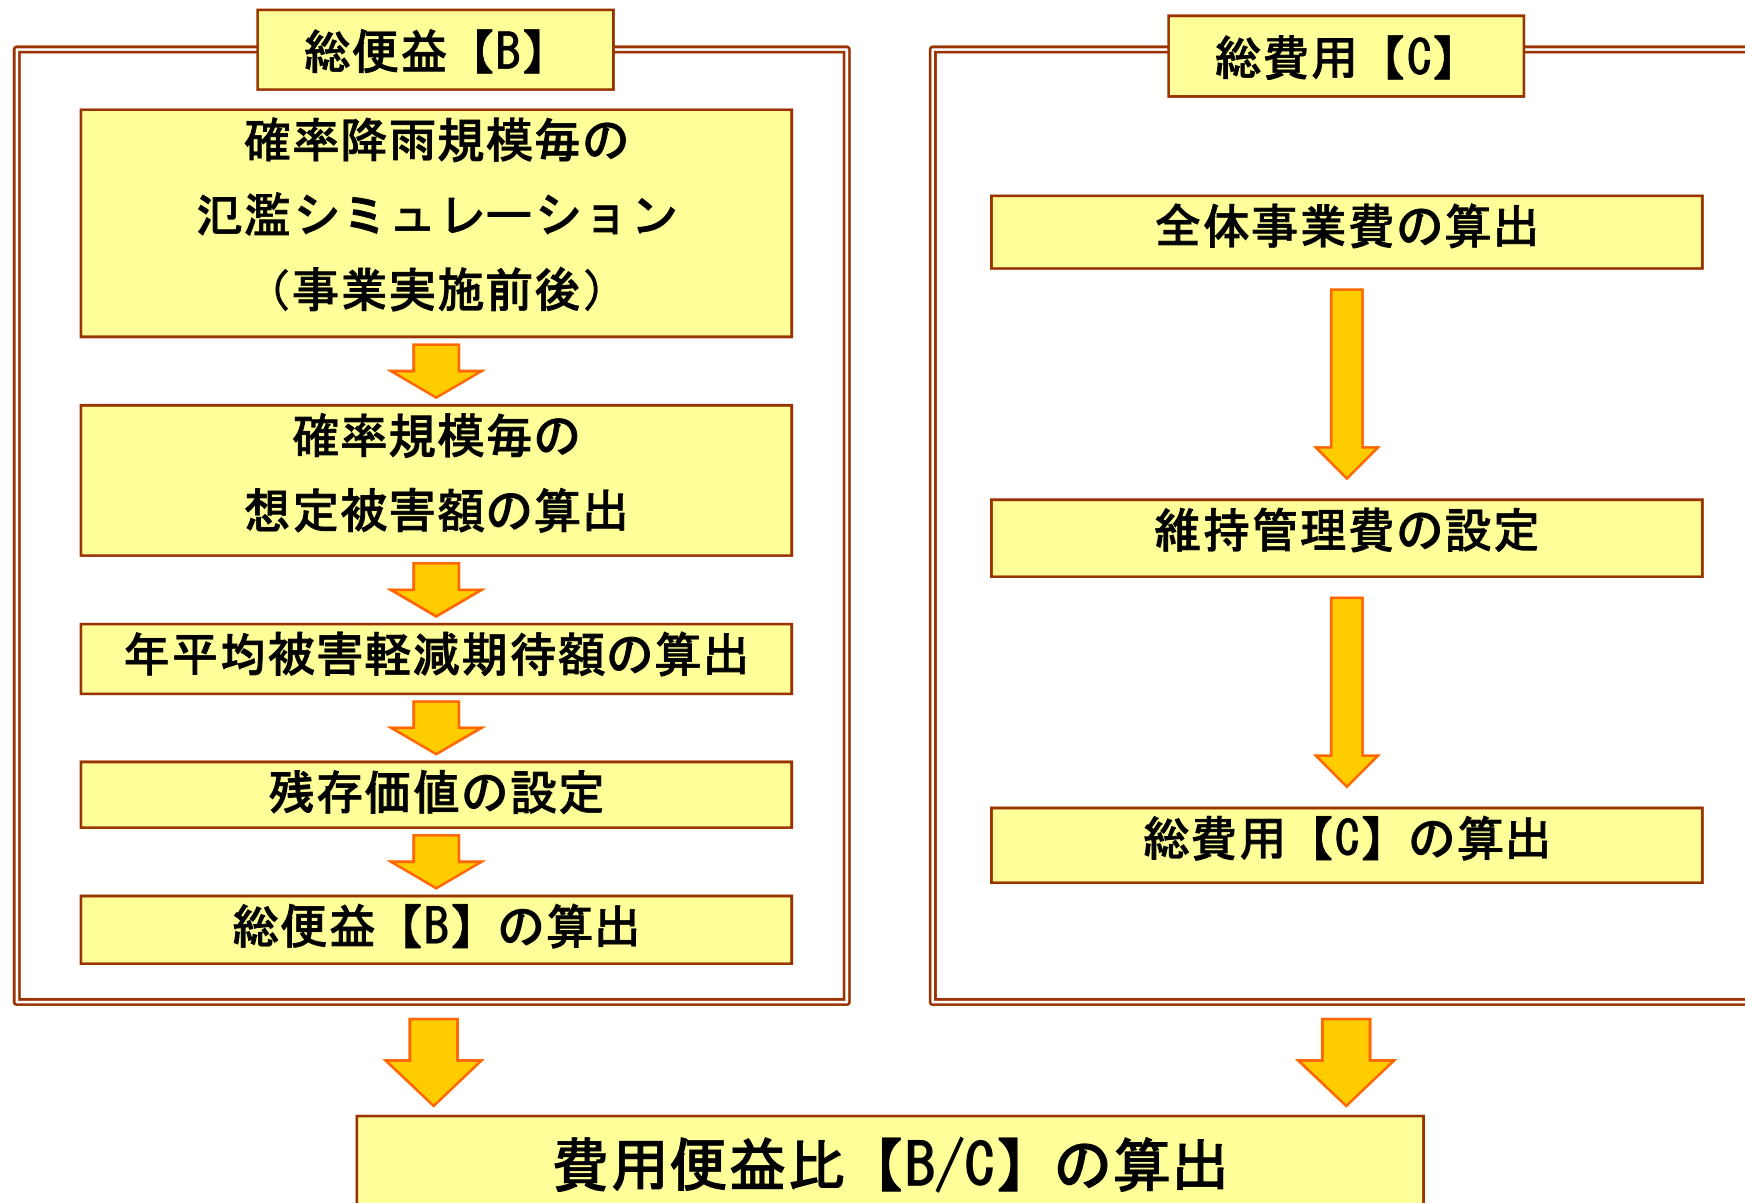 総便益【B】
確率降雨規模毎の
氾濫シミュレーション
（事業実施前後）
確率規模毎の
想定被害額の算出
年平均被害軽減期待額の算出
残存価値の設定
総便益【B】の算出
総費用【C】
全体事業費の算出
維持管理費の設定
総費用【C】の算出
費用便益比【B/C】の算出